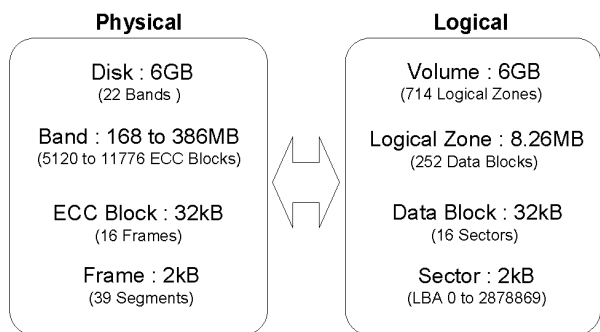 Physical
Disk : 6GB
(22 Bands )
Band : 168 to 386MB
(5120 to 11776 ECC Blocks)
ECC Block : 32kB
(16 Frames)
Frame : 2kB
(39 Segments)
Logical
Volume : 6GB
(714 Logical Zones)
Logical Zone : 8.26MB
(252 Data Blocks)
Data Block : 32kB
(16 Sectors)
Sector : 2kB
(LBA 0 to 2878869)